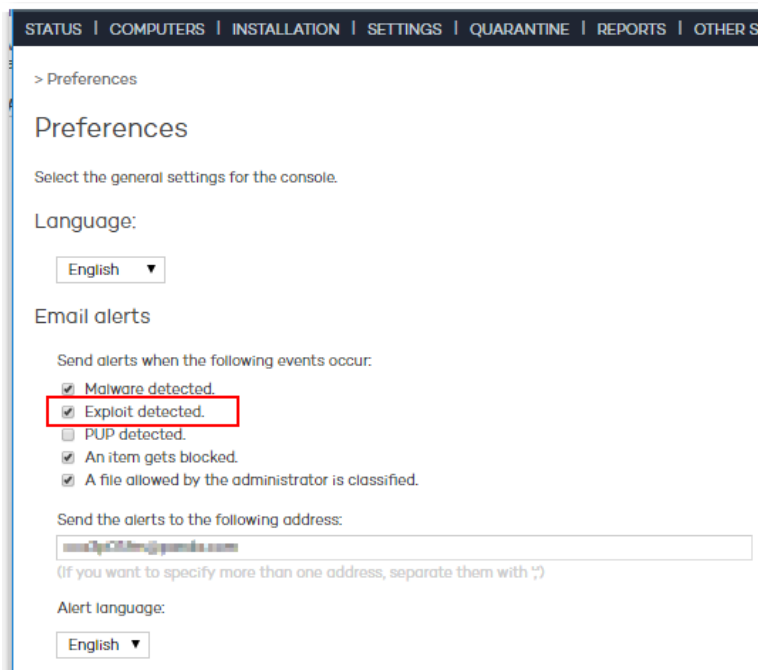 STATUS | COMPUTERS | INSTALLATION | SETTINGS | QUARANTINE | REPORTS | OTHER S
> Preferences
Preferences
Select the general settings for the console.
Language:
English
Email alerts
Send alerts when the following events occur:
Malware detected.
Exploit detected.
PUP detected.
An item gets blocked.
A file allowed by the administrator is classified.
Send the alerts to the following address:
(If you want to specify more than one address, separate them with ';')
Alert language:
English